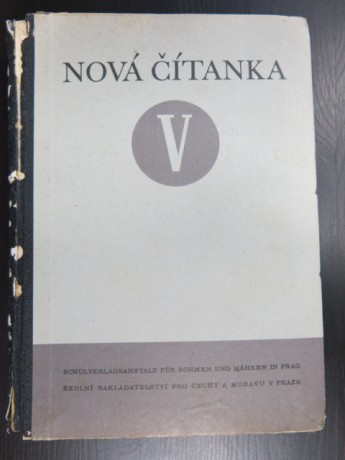 NOVÁ ČÍTANKA
V
SCHULVERLAGSANSTALT FÜR BÖHMEN UND MÄHREN IN PRAG
ŠKOLNÍ NAKLADATELSTVÍ PRO ČECHY A MORAVU V PRAZE